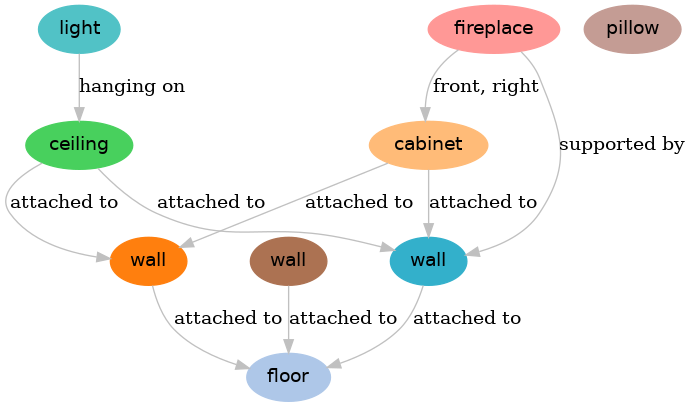 light
fireplace
pillow
hanging on
front, right
ceiling
cabinet
supported by
attached to
attached to
attached to
attached to
wall
wall
wall
attached to
attached to
attached to
floor